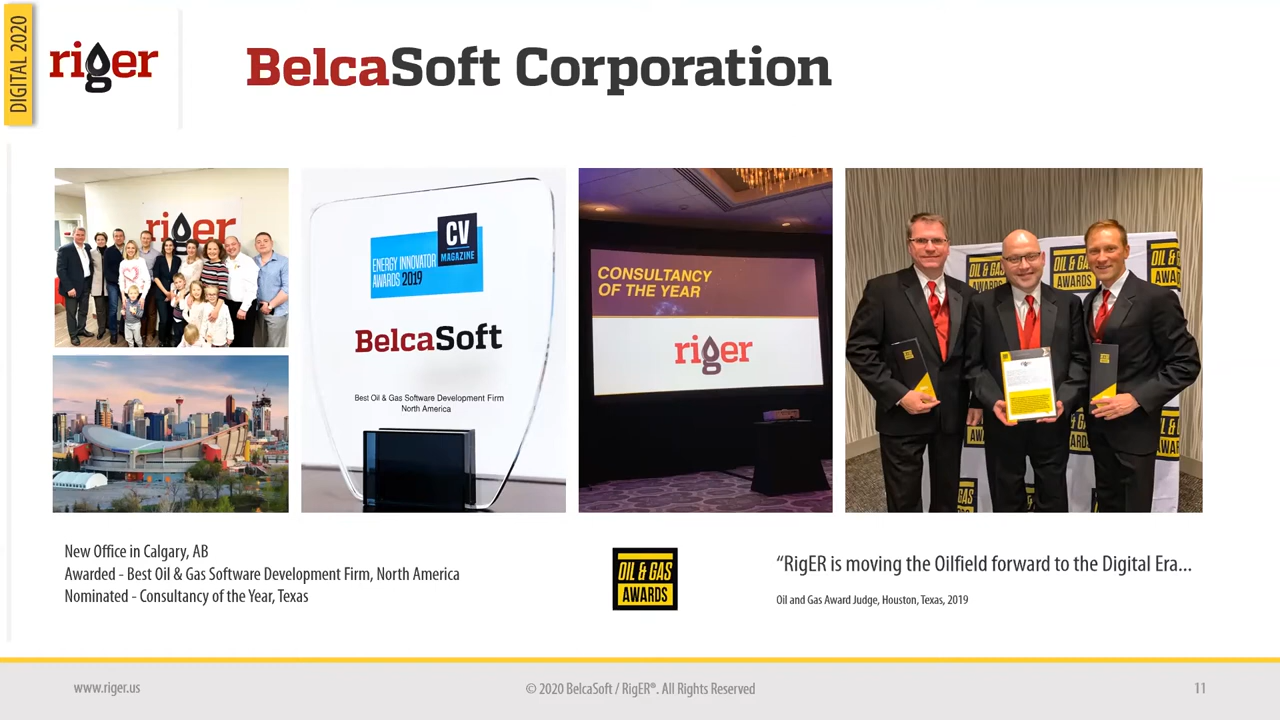 DIGITAL 2020
riger
BelcaSoft Corporation
riger
ENERGY INNOVATOR
AWARDS 2019
CV
MAGAZINE
BelcaSoft
Best Oil & Gas Software Development Firm
North America
CONSULTANCY
OF THE YEAR
riger
OIL & GAS
AWARDS
New Office in Calgary, AB
Awarded - Best Oil & Gas Software Development Firm, North America
Nominated - Consultancy of the Year, Texas
OIL & GAS
AWARDS
“RigER is moving the Oilfield forward to the Digital Era...
Oil and Gas Award Judge, Houston, Texas, 2019
www.riger.us
© 2020 BelcaSoft / RigER®. All Rights Reserved
11